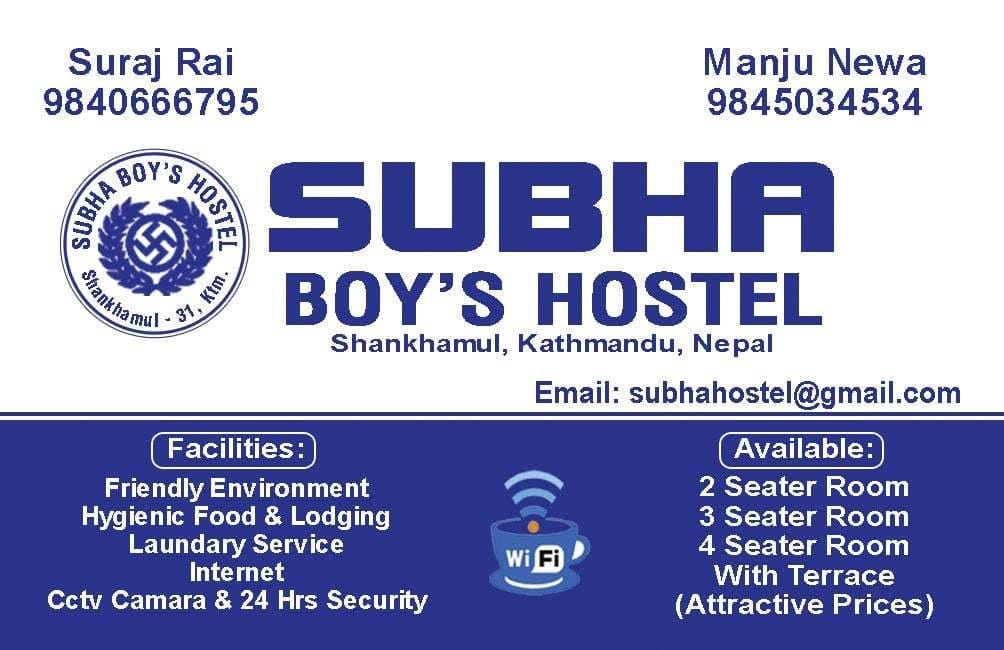 Suraj Rai
9840666795
Manju Newa
9845034534
SUBHA BOY'S HOSTEL
Shankhamul - 31, Ktm.
SUBHA
BOY'S HOSTEL
Shankhamul, Kathmandu, Nepal
Email: subhahostel@gmail.com
Facilities:
Friendly Environment
Hygienic Food & Lodging
Laundary Service
Internet
Cctv Camara & 24 Hrs Security
WiFi
Available:
2 Seater Room
3 Seater Room
4 Seater Room
With Terrace
(Attractive Prices)